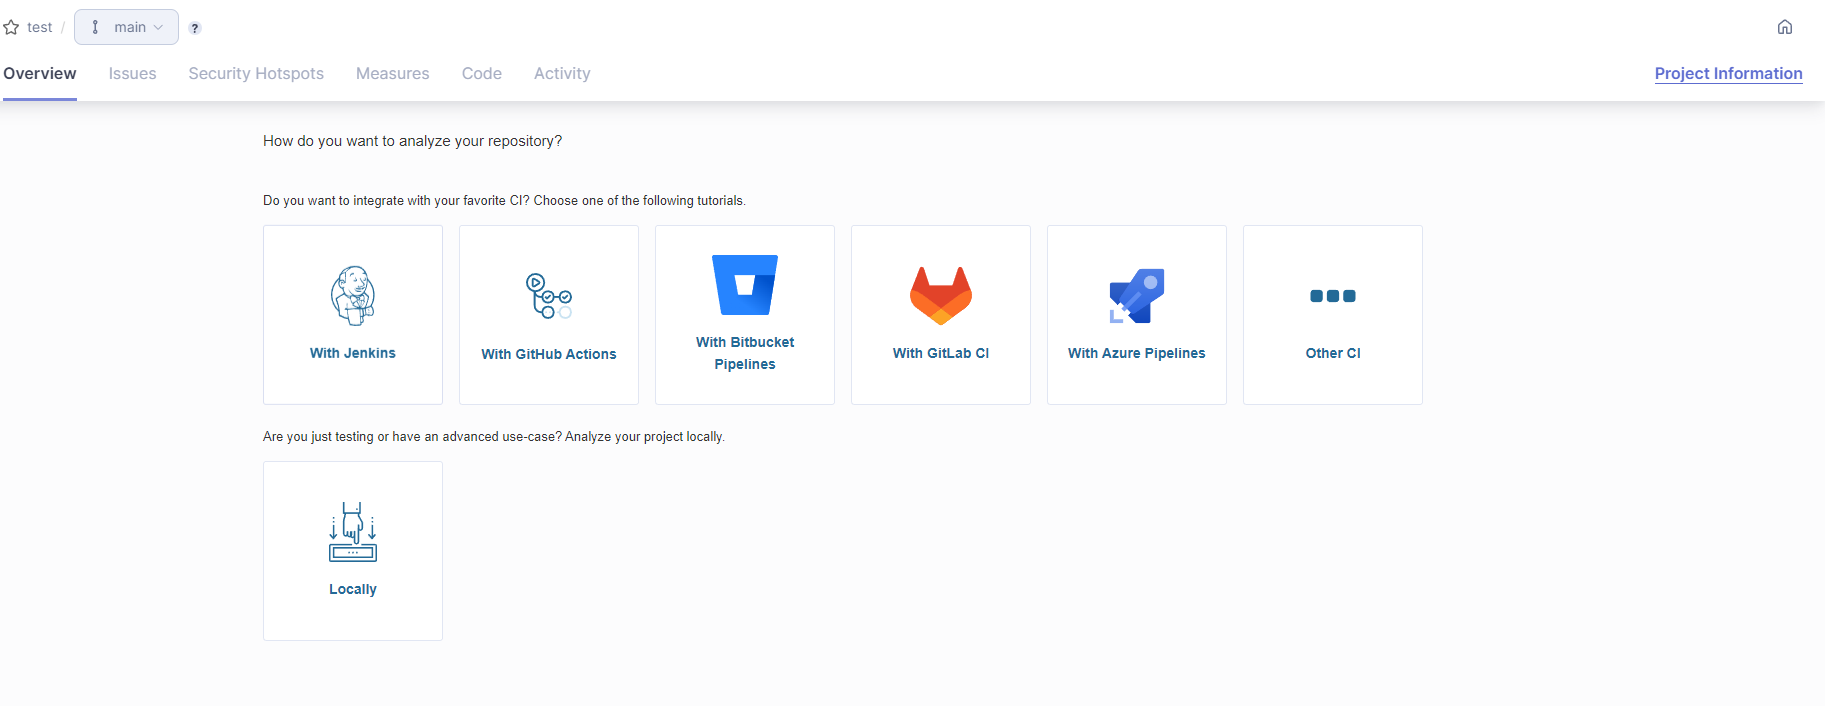 test / main ?
Overview Issues Security Hotspots Measures Code Activity Project Information
How do you want to analyze your repository?
Do you want to integrate with your favorite CI? Choose one of the following tutorials.
With Jenkins
With GitHub Actions
With Bitbucket
Pipelines
With GitLab CI
With Azure Pipelines
Other CI
Are you just testing or have an advanced use-case? Analyze your project locally.
Locally